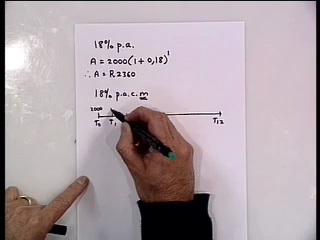 18% p.a.
A = 2000(1 + 0,18)¹
∴ A = R2360
18% p.a.c.m
2000
T₀ T₁ T₁₂